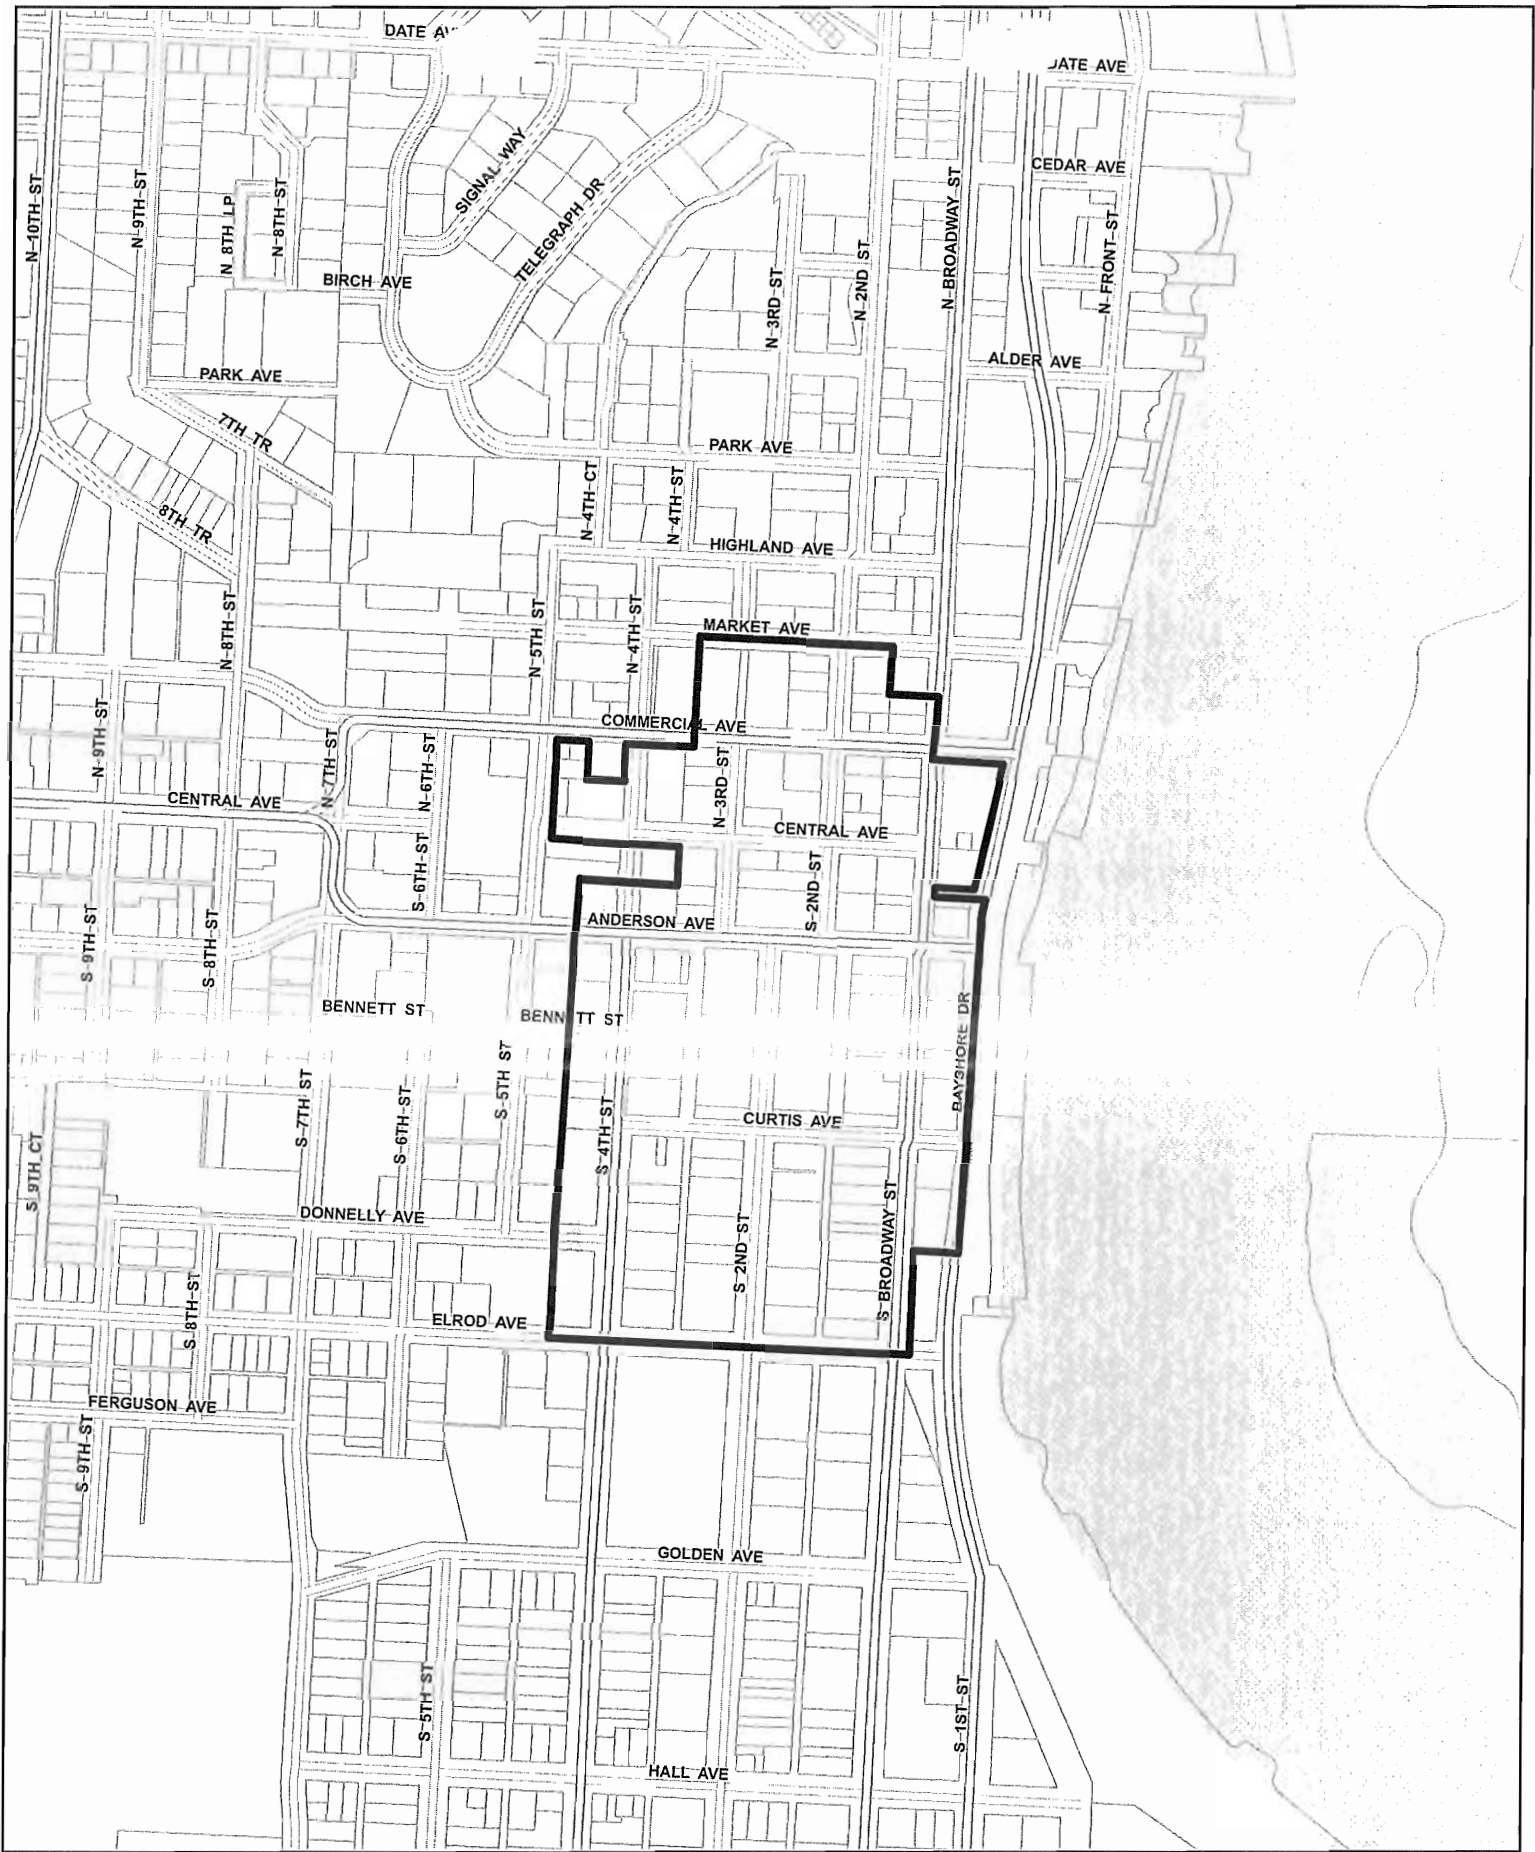 DATE AV
JATE AVE
CEDAR AVE
N 10TH ST
N 9TH ST
N 8TH LP
N 8TH ST
SIGNAL WAY
TELEGRAPH DR
BIRCH AVE
N 3RD ST
N 2ND ST
N BROADWAY ST
N FRONT ST
ALDER AVE
PARK AVE
7TH TR
PARK AVE
8TH TR
N 4TH CT
N 4TH ST
HIGHLAND AVE
N 8TH ST
N 5TH ST
N 4TH ST
MARKET AVE
N 9TH ST
N 7TH ST
N 6TH ST
COMMERCIAL AVE
N 3RD ST
CENTRAL AVE
CENTRAL AVE
S 6TH ST
S 2ND ST
S 9TH ST
S 8TH ST
ANDERSON AVE
BENNETT ST
BENN TT ST
BAYSHORE DR
S 7TH ST
S 6TH ST
S 5TH ST
S 4TH ST
CURTIS AVE
S 9TH CT
DONNELLY AVE
S 2ND ST
S BROADWAY ST
S 8TH ST
ELROD AVE
FERGUSON AVE
S 9TH ST
GOLDEN AVE
S 5TH ST
S 1ST ST
HALL AVE